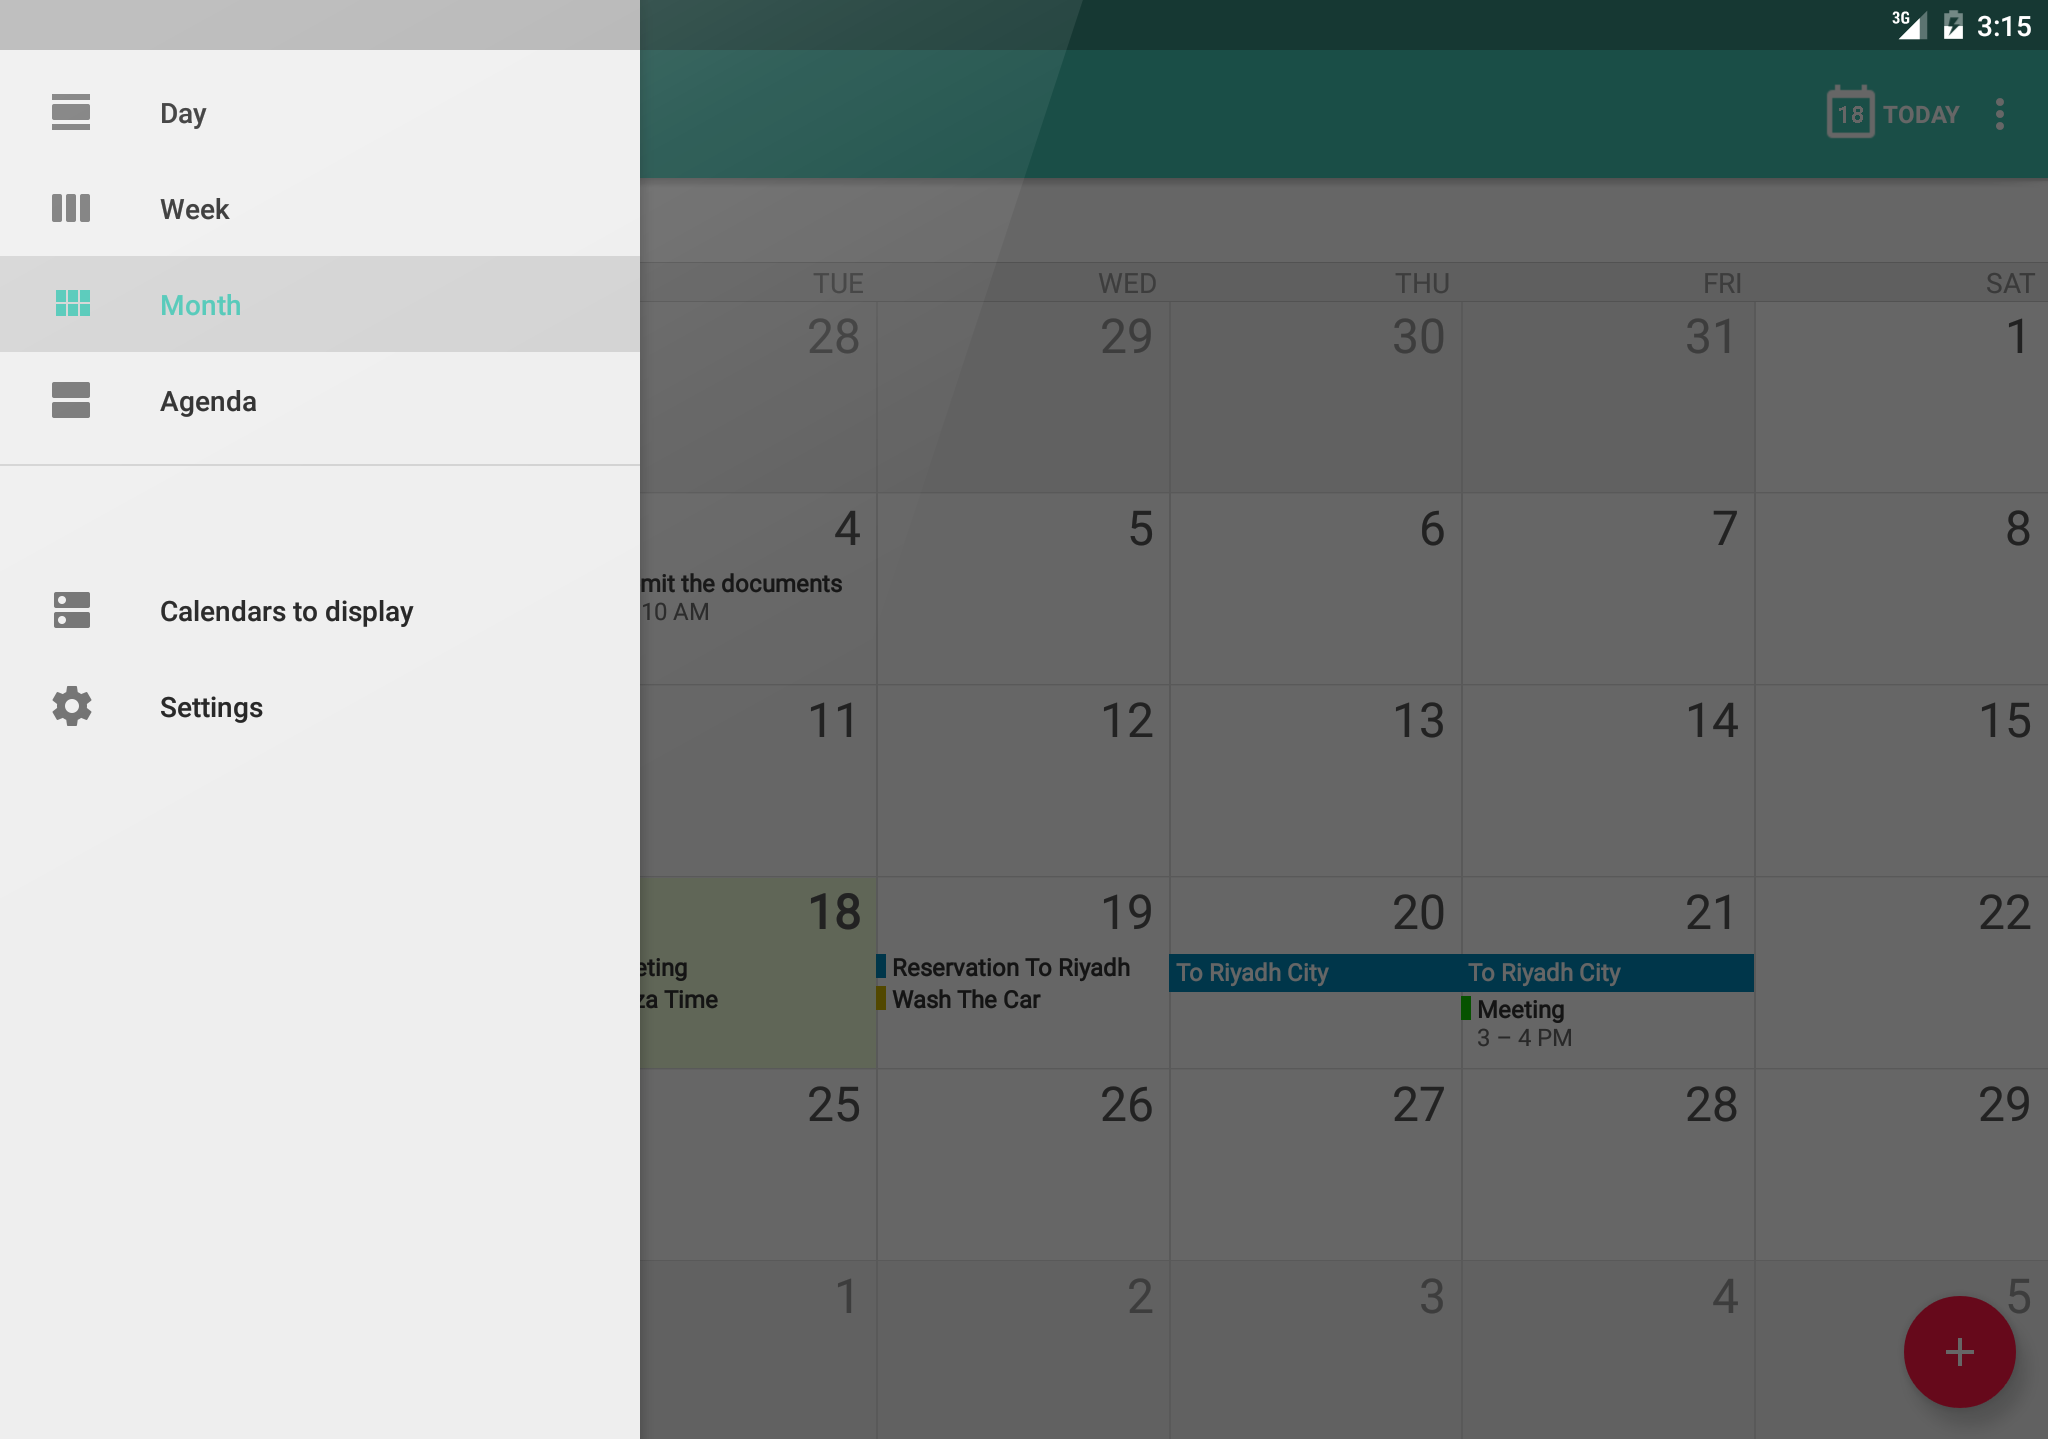 3G 3:15
18 TODAY
Day
Week
Month
Agenda
Calendars to display
Settings
TUE WED THU FRI SAT
28 29 30 31 1
4 5 6 7 8
mit the documents
10 AM
11 12 13 14 15
18 19 20 21 22
eting Reservation To Riyadh To Riyadh City To Riyadh City
za Time Wash The Car Meeting
3 – 4 PM
25 26 27 28 29
1 2 3 4 5